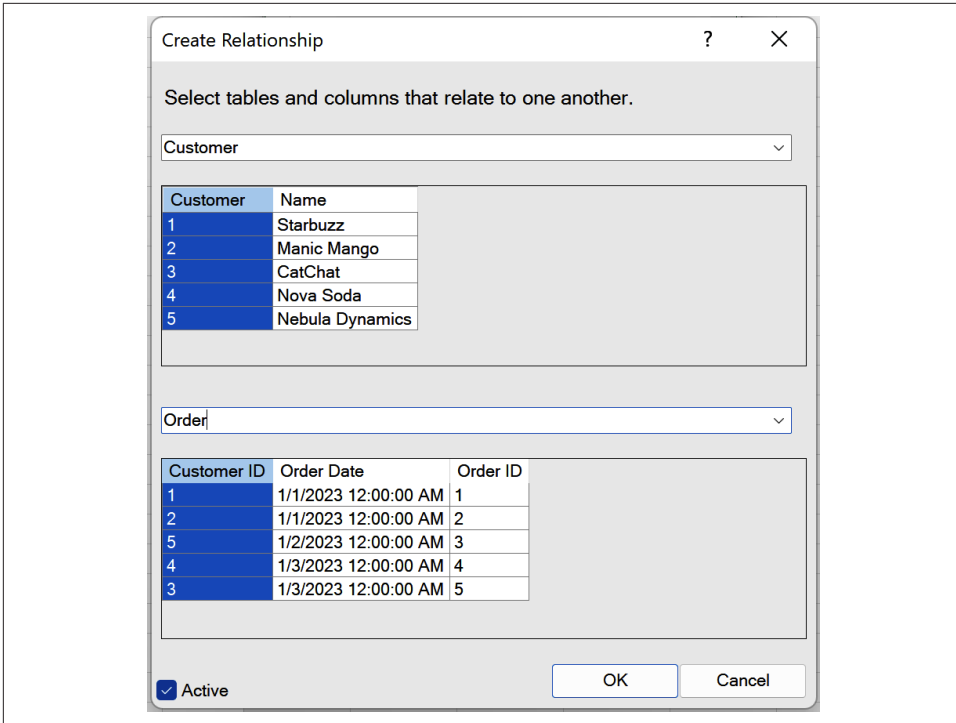 Create Relationship ?
Select tables and columns that relate to one another.
Customer
Customer Name
1 Starbuzz
2 Manic Mango
3 CatChat
4 Nova Soda
5 Nebula Dynamics
Order
Customer ID Order Date Order ID
1 1/1/2023 12:00:00 AM 1
2 1/1/2023 12:00:00 AM 2
5 1/2/2023 12:00:00 AM 3
4 1/3/2023 12:00:00 AM 4
3 1/3/2023 12:00:00 AM 5
Active OK Cancel